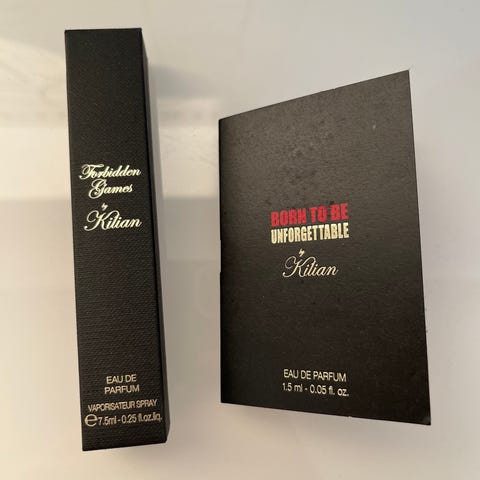 Forbidden
Games
by
Kilian
EAU DE
PARFUM
VAPORISATEUR SPRAY
℮7.5ml - 0.25 fl.oz.liq.
BORN TO BE
UNFORGETTABLE
by
Kilian
EAU DE PARFUM
1.5 ml - 0.05 fl. oz.